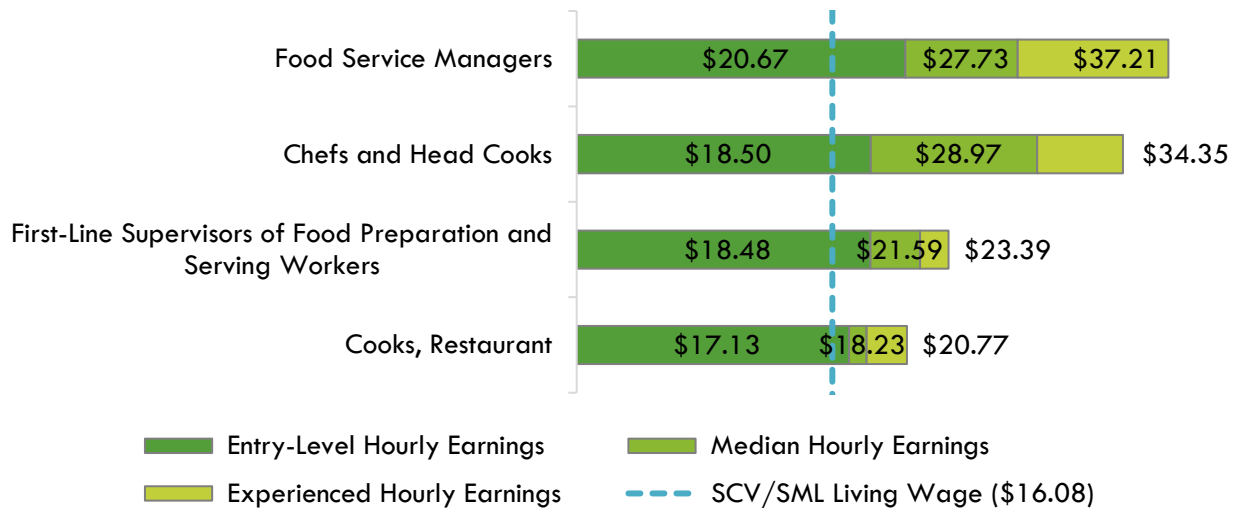 Food Service Managers $20.67 $27.73 $37.21
Chefs and Head Cooks $18.50 $28.97 $34.35
First-Line Supervisors of Food Preparation and
Serving Workers $18.48 $21.59 $23.39
Cooks, Restaurant $17.13 $18.23 $20.77
Entry-Level Hourly Earnings Median Hourly Earnings
Experienced Hourly Earnings SCV/SML Living Wage ($16.08)